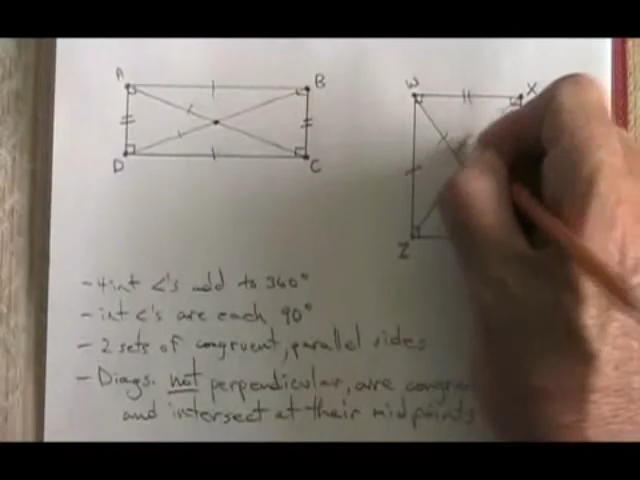 A B
W X
D C
Z
- 4 int <'s add to 360°
- int <'s are each 90°
- 2 sets of congruent, parallel sides
- Diags. not perpendicular, are congrue
and intersect at their midpoints